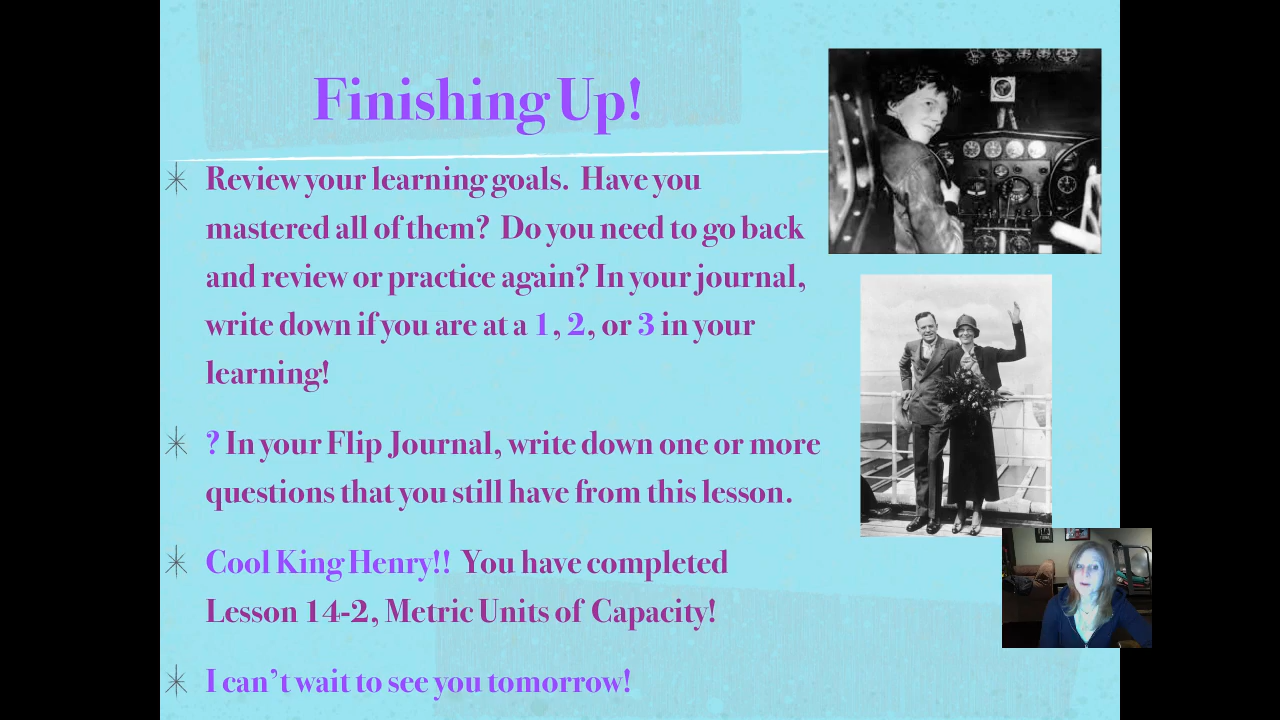 Finishing Up!
Review your learning goals.  Have you
mastered all of them?  Do you need to go back
and review or practice again? In your journal,
write down if you are at a 1, 2, or 3 in your
learning!
? In your Flip Journal, write down one or more
questions that you still have from this lesson.
Cool King Henry!!  You have completed
Lesson 14-2, Metric Units of Capacity!
I can’t wait to see you tomorrow!